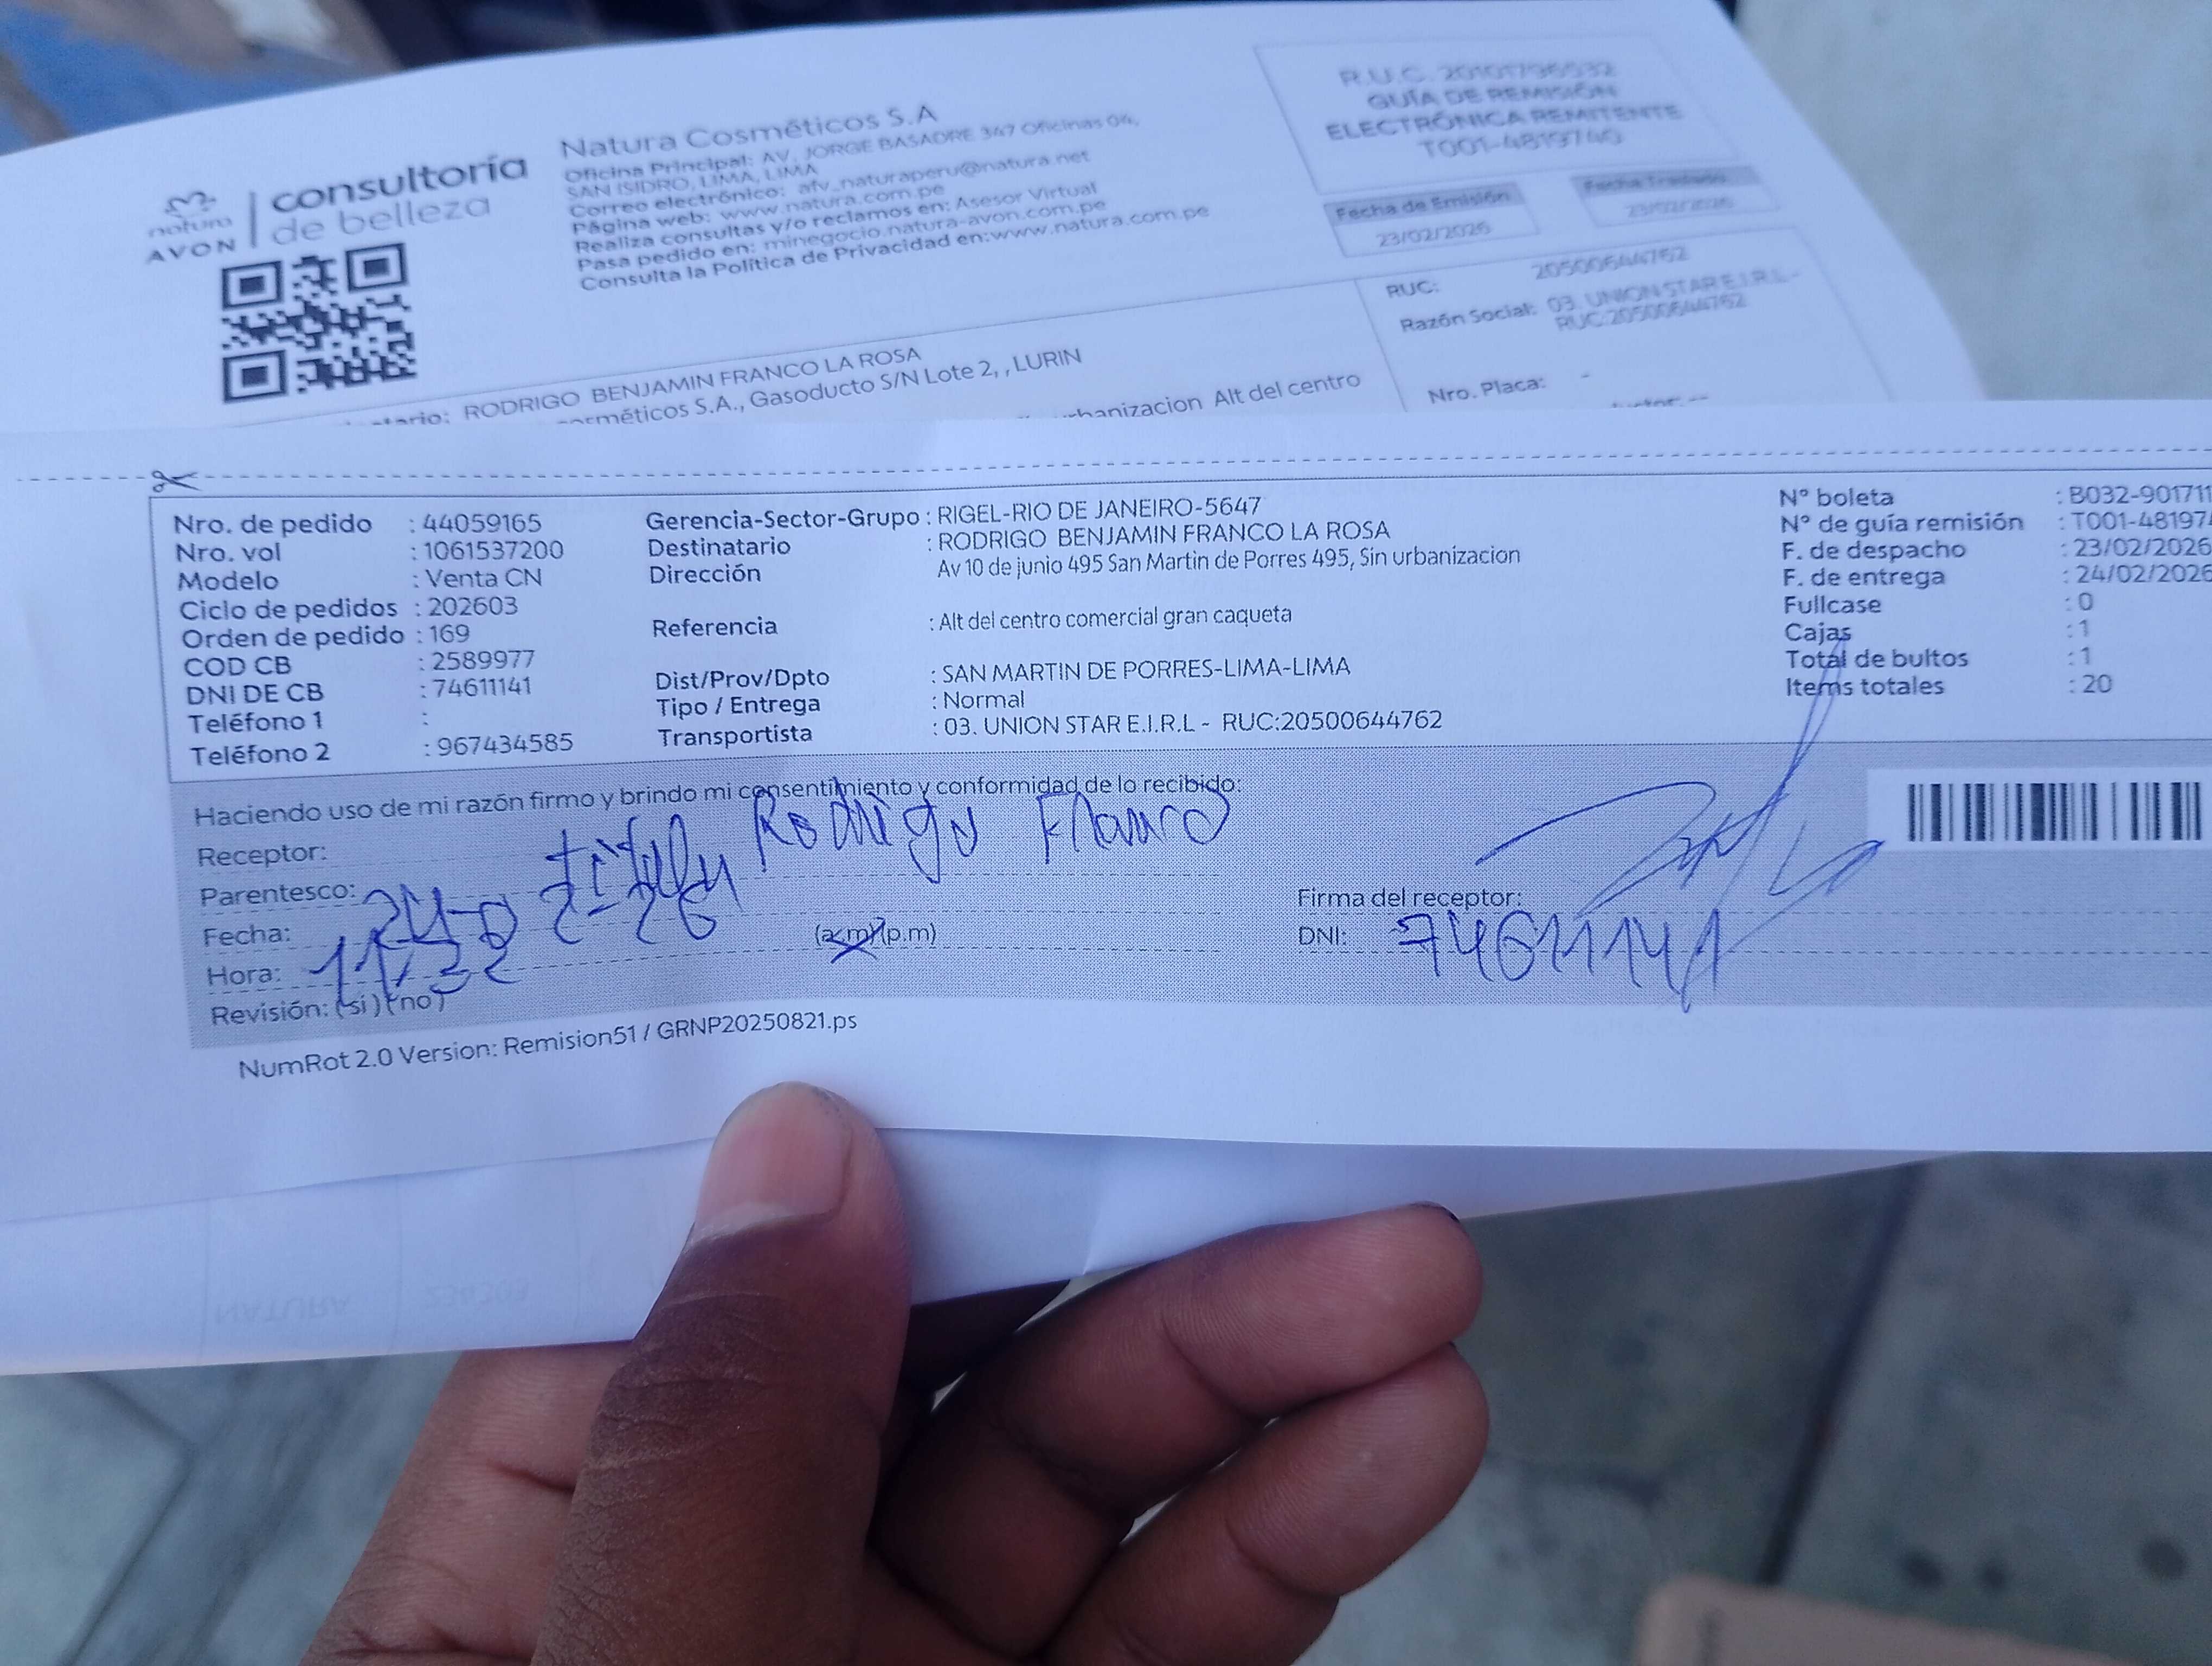 natura
AVON
consultoría
de belleza
Natura Cosméticos S.A
Oficina Principal: AV. JORGE BASADRE 347 Oficinas 04,
SAN ISIDRO, LIMA, LIMA
Correo electrónico: afv_naturaperu@natura.net
Página web: www.natura.com.pe
Realiza consultas y/o reclamos en: Asesor Virtual
Pasa pedido en: minegocio.natura-avon.com.pe
Consulta la Política de Privacidad en:www.natura.com.pe
R.U.C. 20101796532
GUÍA DE REMISIÓN
ELECTRÓNICA REMITENTE
T001-4819740
Fecha de Emisión
23/02/2026
Fecha Traslado
23/02/2026
RUC: 20500644762
Razón Social: 03. UNION STAR E.I.R.L -
RUC:20500644762
Nro. Placa: -
RODRIGO BENJAMIN FRANCO LA ROSA
S.A., Gasoducto S/N Lote 2, , LURIN
Alt del centro
Nro. de pedido : 44059165
Nro. vol : 1061537200
Modelo : Venta CN
Ciclo de pedidos : 202603
Orden de pedido : 169
COD CB : 2589977
DNI DE CB : 74611141
Teléfono 1 :
Teléfono 2 : 967434585
Gerencia-Sector-Grupo : RIGEL-RIO DE JANEIRO-5647
Destinatario : RODRIGO BENJAMIN FRANCO LA ROSA
Dirección Av 10 de junio 495 San Martin de Porres 495, Sin urbanizacion
Referencia : Alt del centro comercial gran caqueta
Dist/Prov/Dpto : SAN MARTIN DE PORRES-LIMA-LIMA
Tipo / Entrega : Normal
Transportista : 03. UNION STAR E.I.R.L - RUC:20500644762
N° boleta : B032-901711
N° de guía remisión : T001-48197
F. de despacho : 23/02/2026
F. de entrega : 24/02/2026
Fullcase : 0
Cajas : 1
Total de bultos : 1
Items totales : 20
Haciendo uso de mi razón firmo y brindo mi consentimiento y conformidad de lo recibido:
Receptor: Rodrigo Franco
Parentesco:
Fecha: 24-02-26
Hora: 11:32 (a.m)(p.m)
Revisión: (si) (no)
Firma del receptor:
DNI: 74611141
NumRot 2.0 Version: Remision51 / GRNP20250821.ps